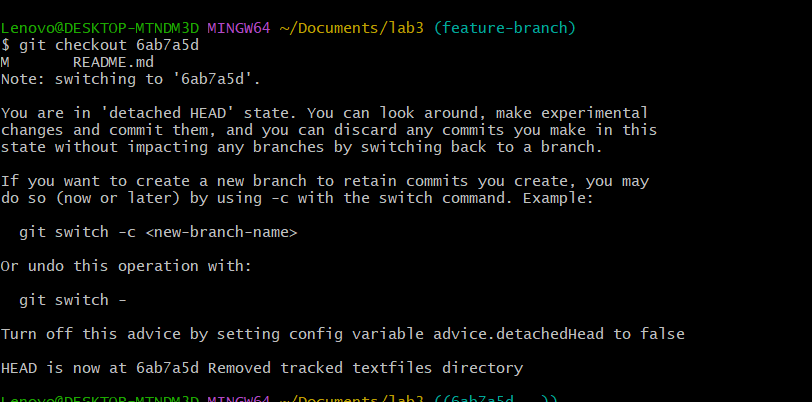 Lenovo@DESKTOP-MTNDM3D MINGW64 ~/Documents/lab3 (feature-branch)
$ git checkout 6ab7a5d
M       README.md
Note: switching to '6ab7a5d'.
You are in 'detached HEAD' state. You can look around, make experimental
changes and commit them, and you can discard any commits you make in this
state without impacting any branches by switching back to a branch.
If you want to create a new branch to retain commits you create, you may
do so (now or later) by using -c with the switch command. Example:
git switch -c <new-branch-name>
Or undo this operation with:
git switch -
Turn off this advice by setting config variable advice.detachedHead to false
HEAD is now at 6ab7a5d Removed tracked textfiles directory
Lenovo@DESKTOP-MTNDM3D MINGW64 ~/Documents/lab3 ((6ab7a5d...))